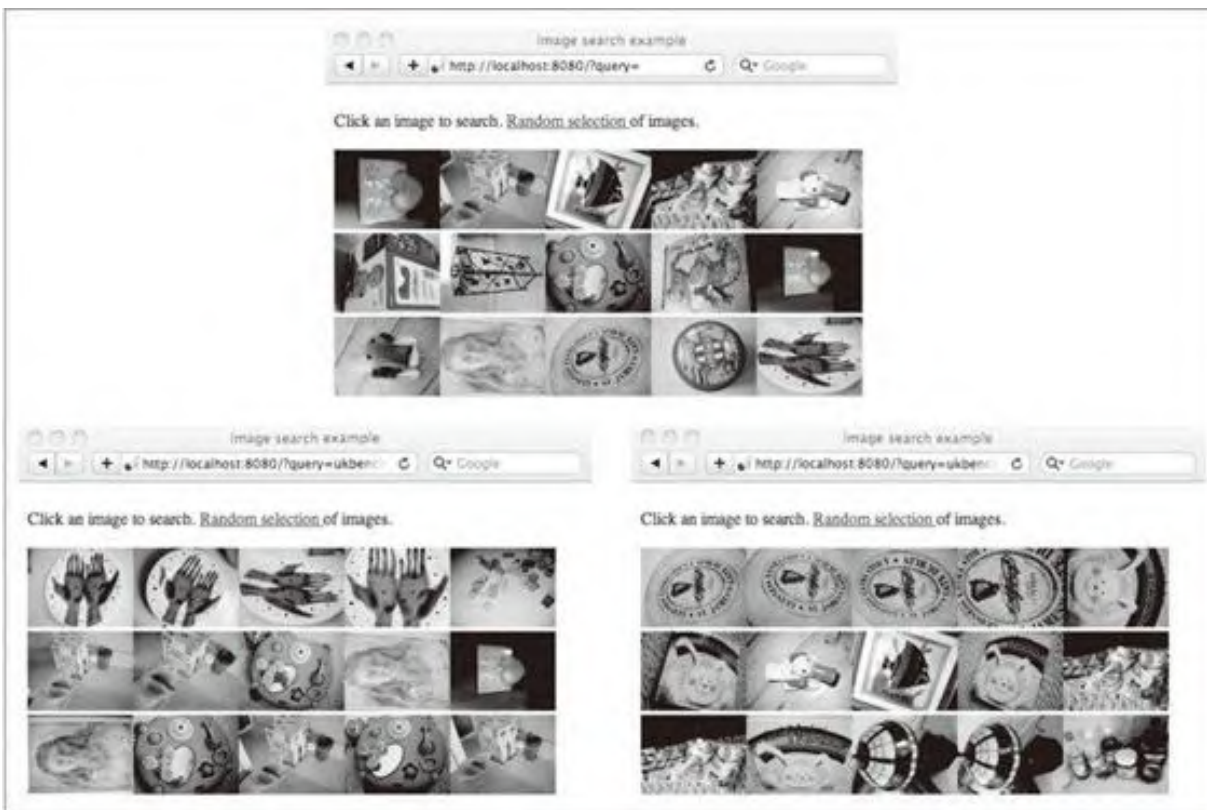 Image search example
http://localhost:8080/?query=
Google
Click an image to search. Random selection of images.
Image search example
http://localhost:8080/?query=ukbenc
Google
Click an image to search. Random selection of images.
Image search example
http://localhost:8080/?query=ukbenc
Google
Click an image to search. Random selection of images.